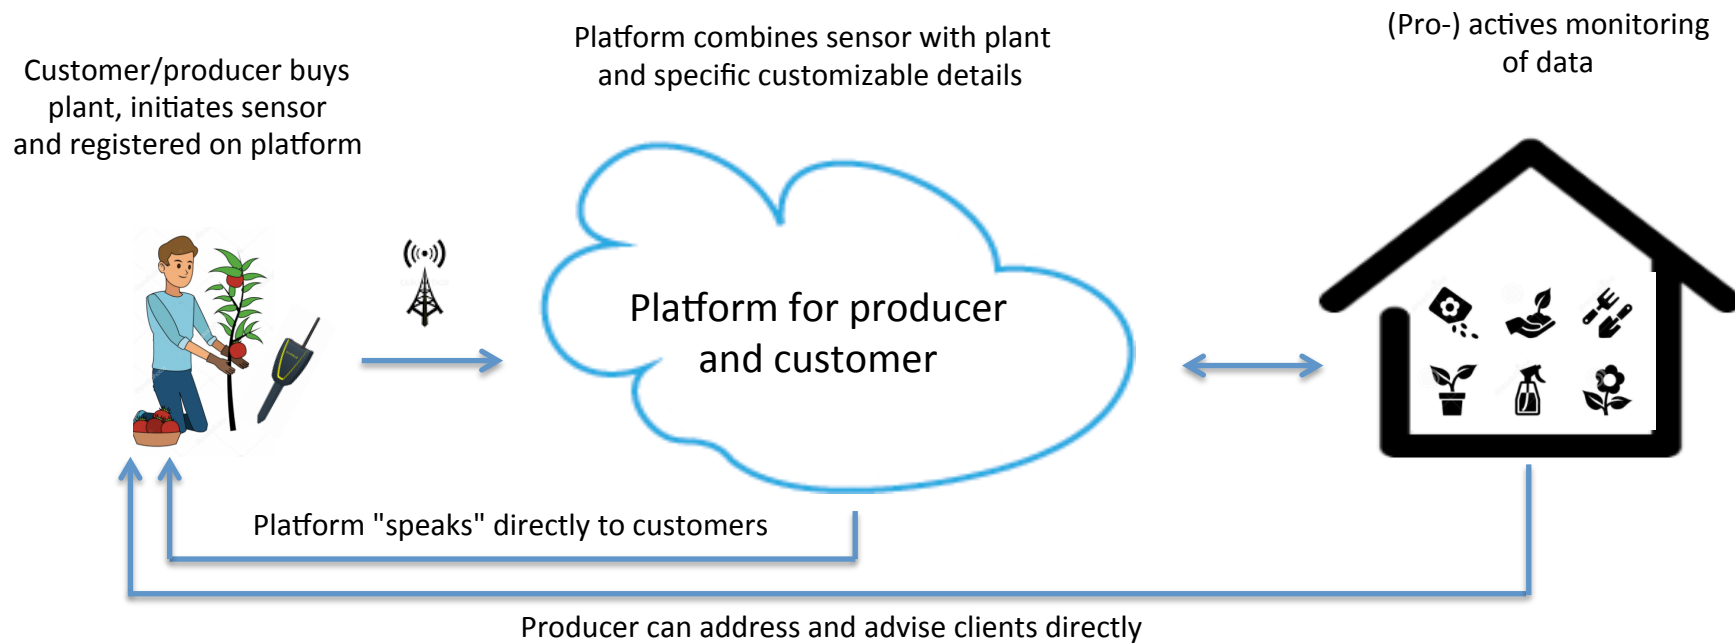 Customer/producer buys
plant, initiates sensor
and registered on platform
Platform combines sensor with plant
and specific customizable details
(Pro-) actives monitoring
of data
Platform for producer
and customer
Platform "speaks" directly to customers
Producer can address and advise clients directly